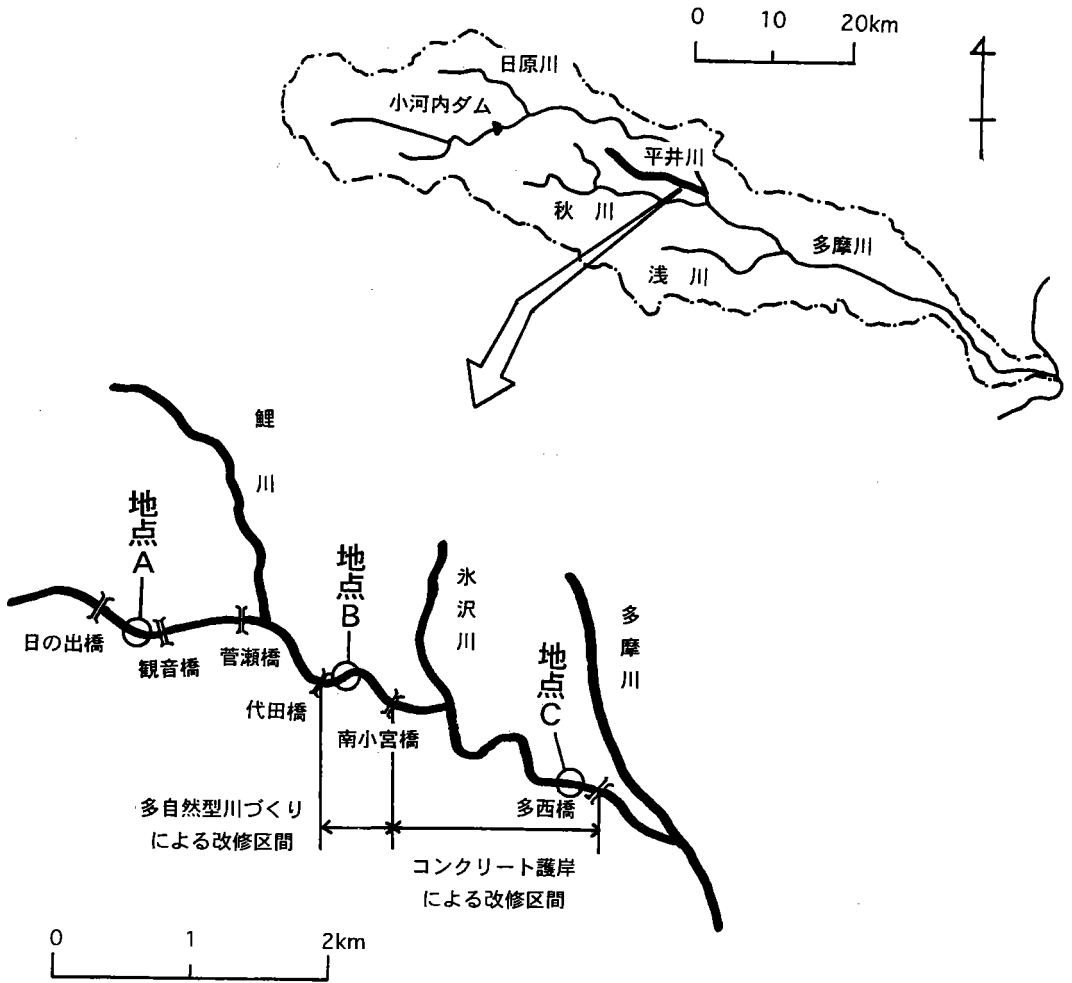 0 10 20km
日原川
小河内ダム
平井川
秋川
多摩川
浅川
鯉川
地点A
地点B
氷沢川
多摩川
地点C
日の出橋
観音橋
菅瀬橋
代田橋
南小宮橋
多西橋
多自然型川づくり
による改修区間
コンクリート護岸
による改修区間
0 1 2km